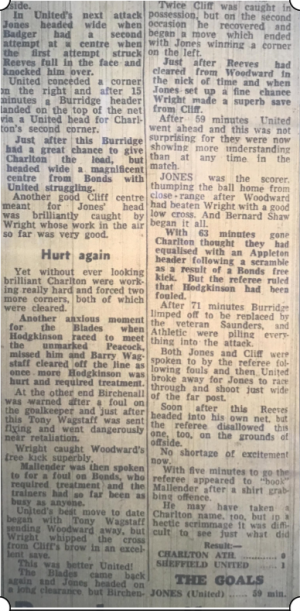 wide.
In United's next attack
Jones headed wide when
Badger had a second
attempt at a centre when
the first attempt struck
Reeves full in the face and
knocked him over.
United conceded a corner
on the right and after 15
minutes a Burridge header
landed on the top of the net
via a United head for Charl-
ton's second corner.
Just after this Burridge
had a great chance to give
Charlton the lead, but
headed wide a magnificent
centre from Bonds with
United struggling.
Another good Cliff centre
meant for Jones' head
was brilliantly caught by
Wright whose work in the air
so far was very good.
Hurt again
Yet without ever looking
brilliant Charlton were work-
ing really hard and forced two
more corners, both of which
were cleared.
Another anxious moment
for the Blades when
Hodgkinson raced to meet
the unmarked Peacock,
missed him and Barry Wag-
staff cleared off the line as
once more Hodgkinson was
hurt and required treatment.
At the other end Birchenall
was warned after a foul on
the goalkeeper and just after
this Tony Wagstaff was sent
flying and went dangerously
near retaliation.
Wright caught Woodward's
free kick superbly.
Mallender was then spoken
to for a foul on Bonds, who
required treatment and the
trainers had so far been as
busy as anyone.
United's best move to date
began with Tony Wagstaff
sending Woodward away, but
Wright whipped the cross
from Cliff's brow in an excel-
lent save.
This was better United!
The Blades came back
again and Jones headed on
a long clearance but Birchen-
Twice Cliff was caught in
possession, but on the second
occasion he recovered and
began a move which ended
with Jones winning a corner
on the left.
Just after Reeves had
cleared from Woodward in
the nick of time and when
Jones set up a fine chance
Wright made a superb save
from Cliff.
After 59 minutes United
went ahead and this was not
surprising for they were now
showing more understanding
than at any time in the
match.
JONES was the scorer,
thumping the ball home from
close-range after Woodward
had beaten Wright with a good
low cross. And Bernard Shaw
began it all.
With 63 minutes gone
Charlton thought they had
equalised with an Appleton
header following a scramble
as a result of a Bonds free
kick. But the referee ruled
that Hodgkinson had been
fouled.
After 71 minutes Burridge
limped off to be replaced by
the veteran Saunders, and
Athletic were piling every-
thing into the attack.
Both Jones and Cliff were
spoken to by the referee fol-
lowing fouls and then United
broke away for Jones to race
through and shoot just wide
of the far post.
Soon after this Reeves
headed into his own net, but
the referee disallowed this
one, too, on the grounds of
offside.
No shortage of excitement
now.
With five minutes to go the
referee appeared to "book"
Mallender after a shirt grab-
bing offence.
He may have taken a
Charlton name, too, but in a
hectic scrimmage it was diffi-
cult to see just what did
Result:—
CHARLTON ATH. 0
SHEFFIELD UNITED 1
THE GOALS
JONES (United) 59 min.